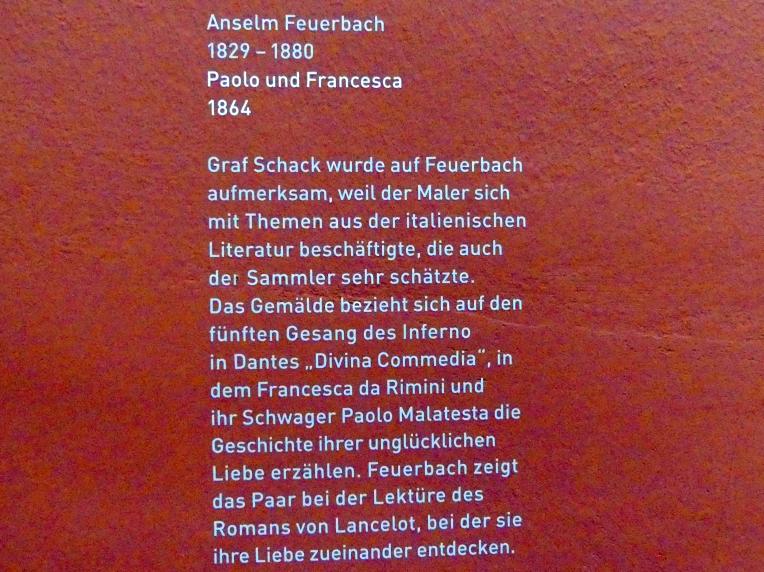 Anselm Feuerbach
1829 – 1880
Paolo und Francesca
1864
Graf Schack wurde auf Feuerbach
aufmerksam, weil der Maler sich
mit Themen aus der italienischen
Literatur beschäftigte, die auch
der Sammler sehr schätzte.
Das Gemälde bezieht sich auf den
fünften Gesang des Inferno
in Dantes „Divina Commedia“, in
dem Francesca da Rimini und
ihr Schwager Paolo Malatesta die
Geschichte ihrer unglücklichen
Liebe erzählen. Feuerbach zeigt
das Paar bei der Lektüre des
Romans von Lancelot, bei der sie
ihre Liebe zueinander entdecken.